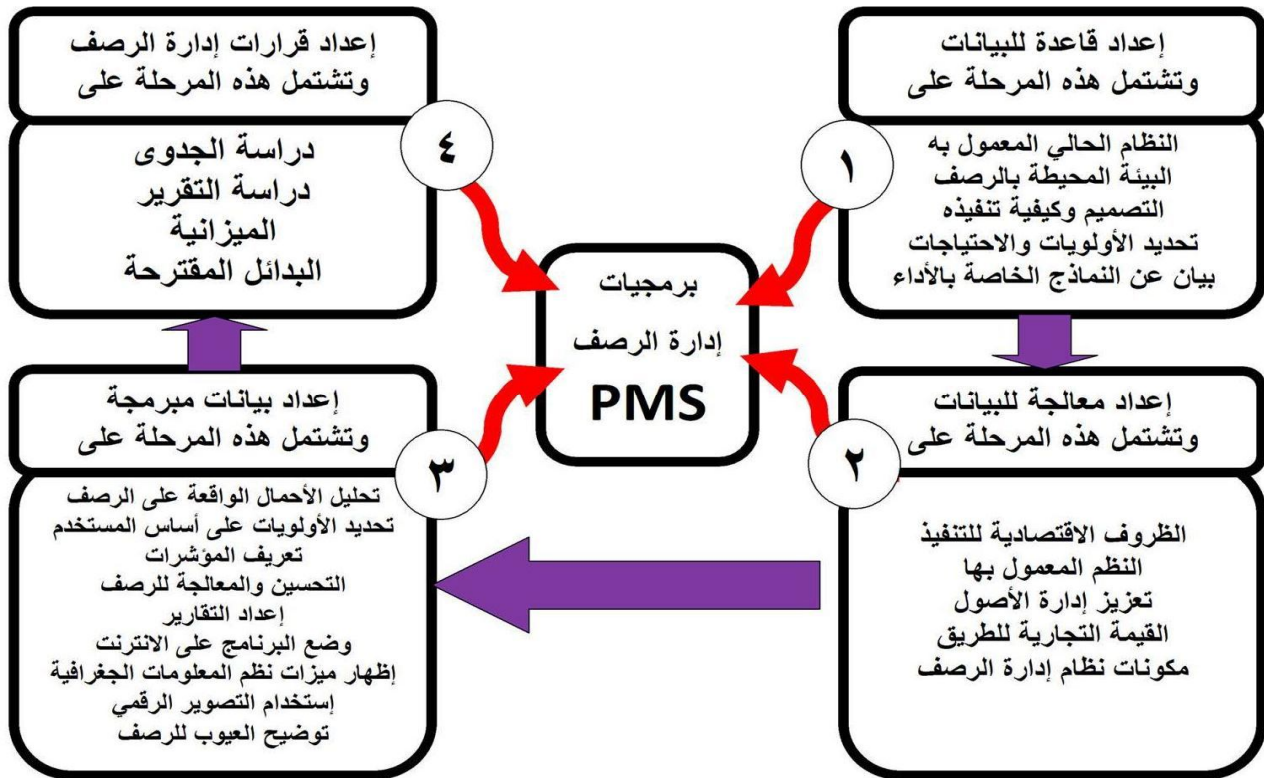 إعداد قاعدة للبيانات
وتشتمل هذه المرحلة على
١
النظام الحالي المعمول به
البيئة المحيطة بالرصف
التصميم وكيفية تنفيذه
تحديد الأولويات والاحتياجات
بيان عن النماذج الخاصة بالأداء
إعداد معالجة للبيانات
وتشتمل هذه المرحلة على
٢
الظروف الاقتصادية للتنفيذ
النظم المعمول بها
تعزيز إدارة الأصول
القيمة التجارية للطريق
مكونات نظام إدارة الرصف
برمجيات
إدارة الرصف
PMS
إعداد بيانات مبرمجة
وتشتمل هذه المرحلة على
٣
تحليل الأحمال الواقعة على الرصف
تحديد الأولويات على أساس المستخدم
تعريف المؤشرات
التحسين والمعالجة للرصف
إعداد التقارير
وضع البرنامج على الانترنت
إظهار ميزات نظم المعلومات الجغرافية
إستخدام التصوير الرقمي
توضيح العيوب للرصف
إعداد قرارات إدارة الرصف
وتشتمل هذه المرحلة على
٤
دراسة الجدوى
دراسة التقرير
الميزانية
البدائل المقترحة